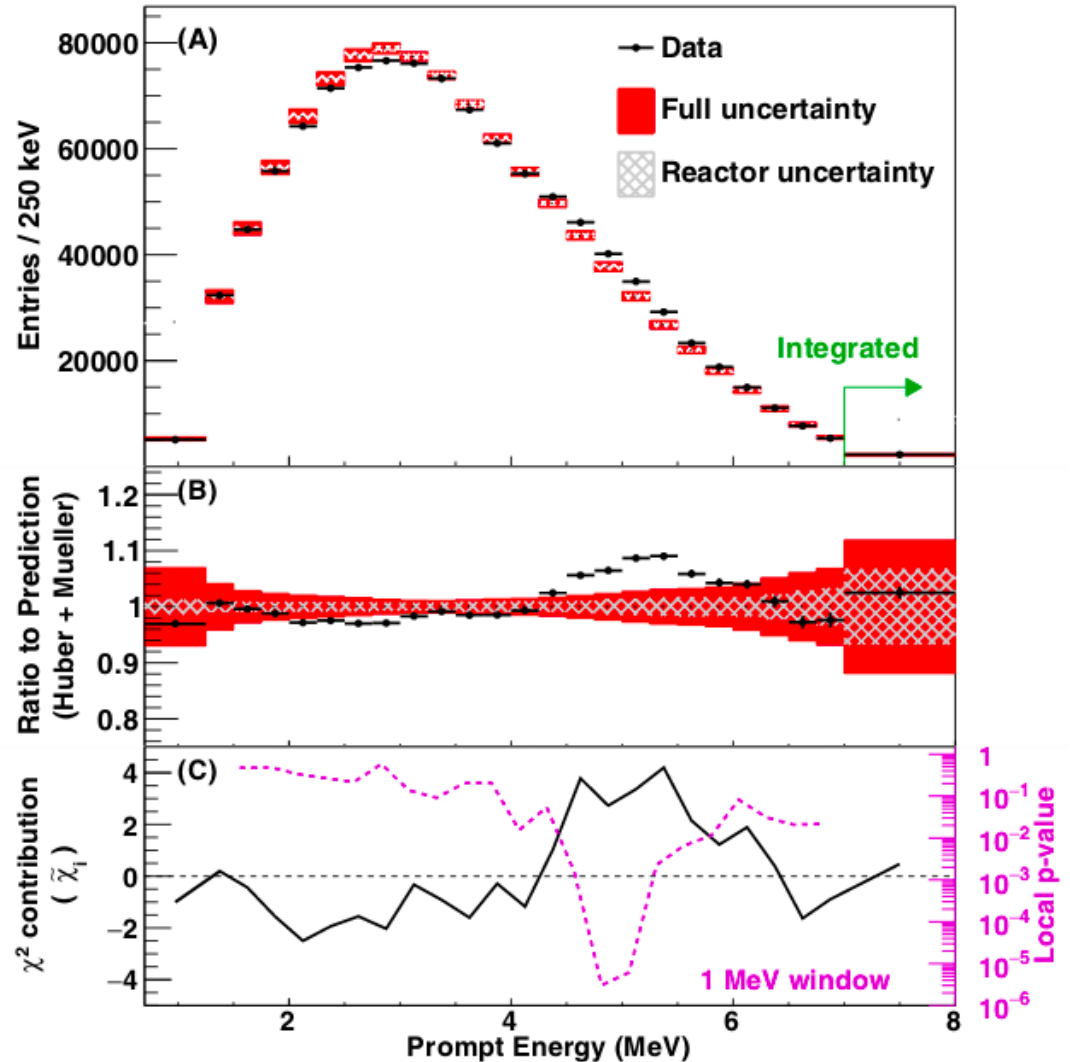 (A)
Data
Full uncertainty
Reactor uncertainty
Integrated
Entries / 250 keV
80000
60000
40000
20000
(B)
Ratio to Prediction
(Huber + Mueller)
1.2
1.1
1
0.9
0.8
(C)
χ² contribution
( χ̃ᵢ )
4
2
0
−2
−4
1 MeV window
1
10⁻¹
10⁻²
10⁻³
10⁻⁴
10⁻⁵
10⁻⁶
Local p-value
2 4 6 8
Prompt Energy (MeV)